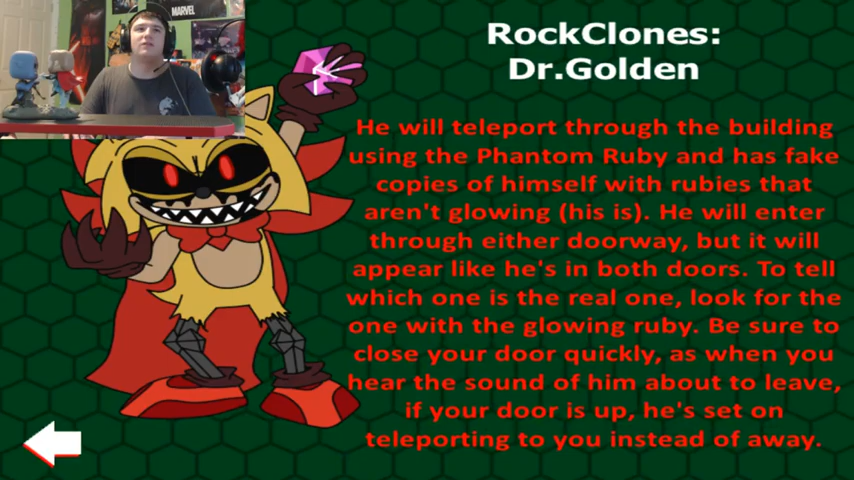 MARVEL
RockClones:
Dr.Golden
He will teleport through the building
using the Phantom Ruby and has fake
copies of himself with rubies that
aren't glowing (his is). He will enter
through either doorway, but it will
appear like he's in both doors. To tell
which one is the real one, look for the
one with the glowing ruby. Be sure to
close your door quickly, as when you
hear the sound of him about to leave,
if your door is up, he's set on
teleporting to you instead of away.